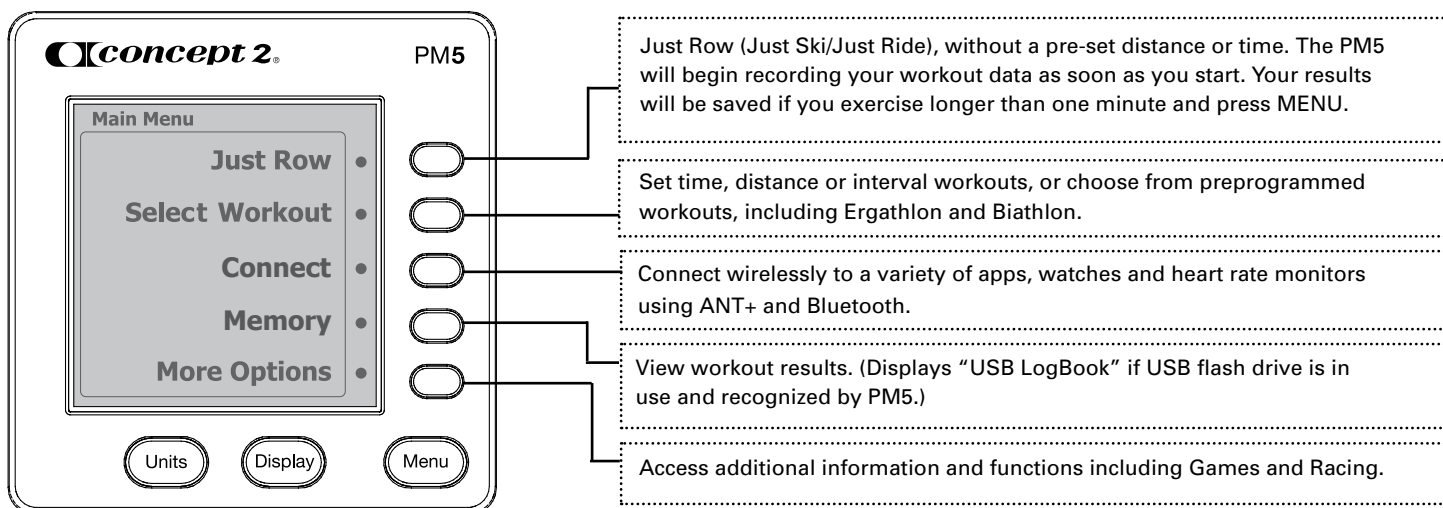 concept 2®
PM5
Main Menu
Just Row
Select Workout
Connect
Memory
More Options
Units
Display
Menu
Just Row (Just Ski/Just Ride), without a pre-set distance or time. The PM5
will begin recording your workout data as soon as you start. Your results
will be saved if you exercise longer than one minute and press MENU.
Set time, distance or interval workouts, or choose from preprogrammed
workouts, including Ergathlon and Biathlon.
Connect wirelessly to a variety of apps, watches and heart rate monitors
using ANT+ and Bluetooth.
View workout results. (Displays “USB LogBook” if USB flash drive is in
use and recognized by PM5.)
Access additional information and functions including Games and Racing.